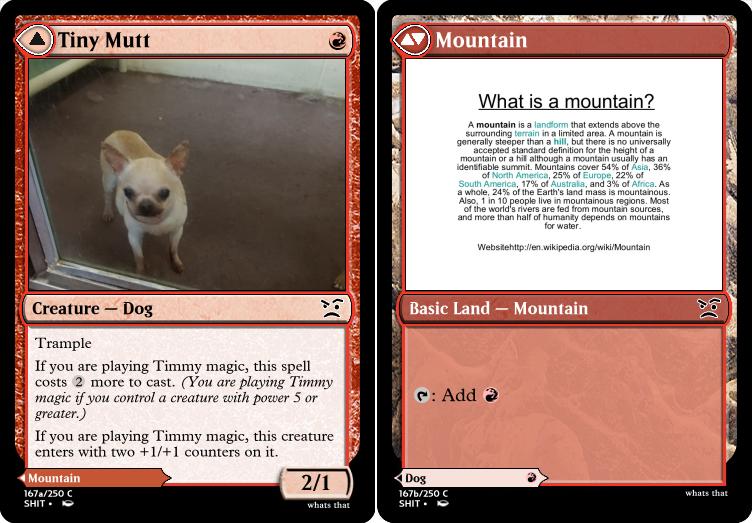 Tiny Mutt
Creature — Dog
Trample
If you are playing Timmy magic, this spell
costs 2 more to cast. (You are playing Timmy
magic if you control a creature with power 5 or
greater.)
If you are playing Timmy magic, this creature
enters with two +1/+1 counters on it.
Mountain
2/1
167a/250 C
SHIT •
whats that
Mountain
What is a mountain?
A mountain is a landform that extends above the
surrounding terrain in a limited area. A mountain is
generally steeper than a hill, but there is no universally
accepted standard definition for the height of a
mountain or a hill although a mountain usually has an
identifiable summit. Mountains cover 54% of Asia, 36%
of North America, 25% of Europe, 22% of
South America, 17% of Australia, and 3% of Africa. As
a whole, 24% of the Earth's land mass is mountainous.
Also, 1 in 10 people live in mountainous regions. Most
of the world's rivers are fed from mountain sources,
and more than half of humanity depends on mountains
for water.
Websitehttp://en.wikipedia.org/wiki/Mountain
Basic Land — Mountain
: Add
Dog
167b/250 C
SHIT •
whats that